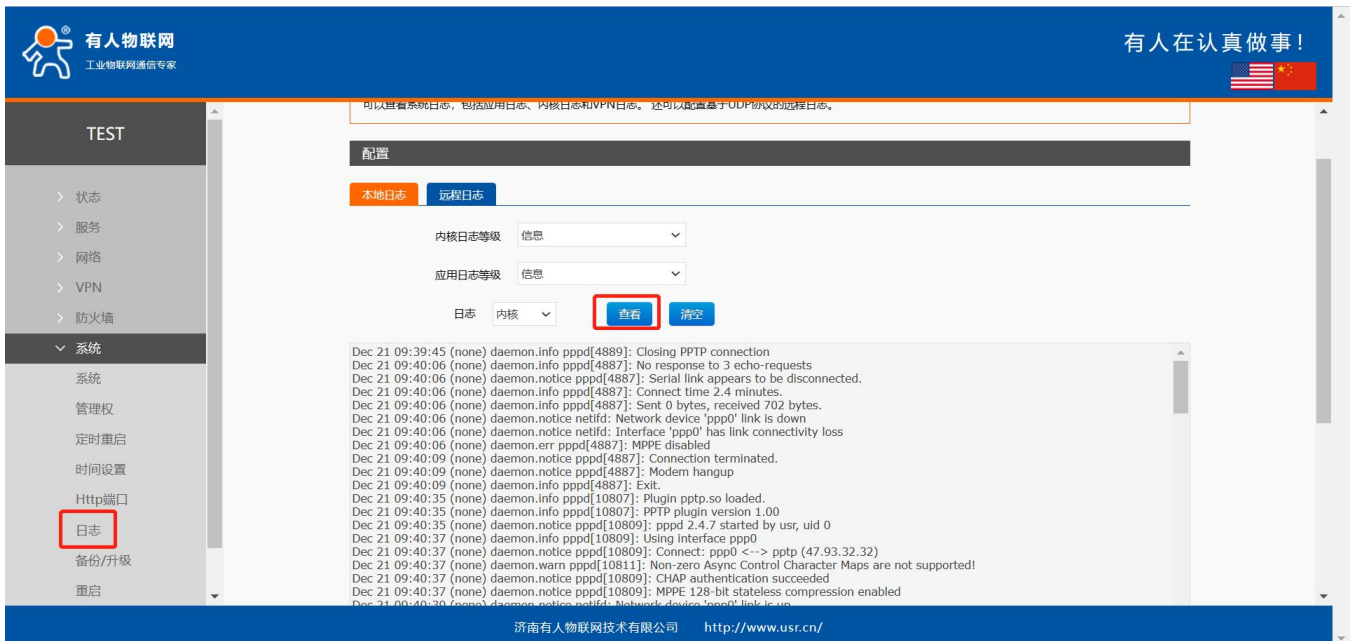 有人物联网
工业物联网通信专家
有人在认真做事!
TEST
状态
服务
网络
VPN
防火墙
系统
系统
管理权
定时重启
时间设置
Http端口
日志
备份/升级
重启
可以查看系统日志，包括应用日志、内核日志和VPN日志。 还可以配置基于UDP协议的远程日志。
配置
本地日志 远程日志
内核日志等级 信息
应用日志等级 信息
日志 内核 查看 清空
Dec 21 09:39:45 (none) daemon.info pppd[4889]: Closing PPTP connection
Dec 21 09:40:06 (none) daemon.info pppd[4887]: No response to 3 echo-requests
Dec 21 09:40:06 (none) daemon.notice pppd[4887]: Serial link appears to be disconnected.
Dec 21 09:40:06 (none) daemon.info pppd[4887]: Connect time 2.4 minutes.
Dec 21 09:40:06 (none) daemon.info pppd[4887]: Sent 0 bytes, received 702 bytes.
Dec 21 09:40:06 (none) daemon.notice netifd: Network device 'ppp0' link is down
Dec 21 09:40:06 (none) daemon.notice netifd: Interface 'ppp0' has link connectivity loss
Dec 21 09:40:06 (none) daemon.err pppd[4887]: MPPE disabled
Dec 21 09:40:09 (none) daemon.notice pppd[4887]: Connection terminated.
Dec 21 09:40:09 (none) daemon.notice pppd[4887]: Modem hangup
Dec 21 09:40:09 (none) daemon.info pppd[4887]: Exit.
Dec 21 09:40:35 (none) daemon.info pppd[10807]: Plugin pptp.so loaded.
Dec 21 09:40:35 (none) daemon.info pppd[10807]: PPTP plugin version 1.00
Dec 21 09:40:35 (none) daemon.notice pppd[10809]: pppd 2.4.7 started by usr, uid 0
Dec 21 09:40:37 (none) daemon.info pppd[10809]: Using interface ppp0
Dec 21 09:40:37 (none) daemon.notice pppd[10809]: Connect: ppp0 <--> pptp (47.93.32.32)
Dec 21 09:40:37 (none) daemon.warn pppd[10811]: Non-zero Async Control Character Maps are not supported!
Dec 21 09:40:37 (none) daemon.notice pppd[10809]: CHAP authentication succeeded
Dec 21 09:40:37 (none) daemon.notice pppd[10809]: MPPE 128-bit stateless compression enabled
Dec 21 09:40:39 (none) daemon.notice netifd: Network device 'ppp0' link is up
济南有人物联网技术有限公司 http://www.usr.cn/